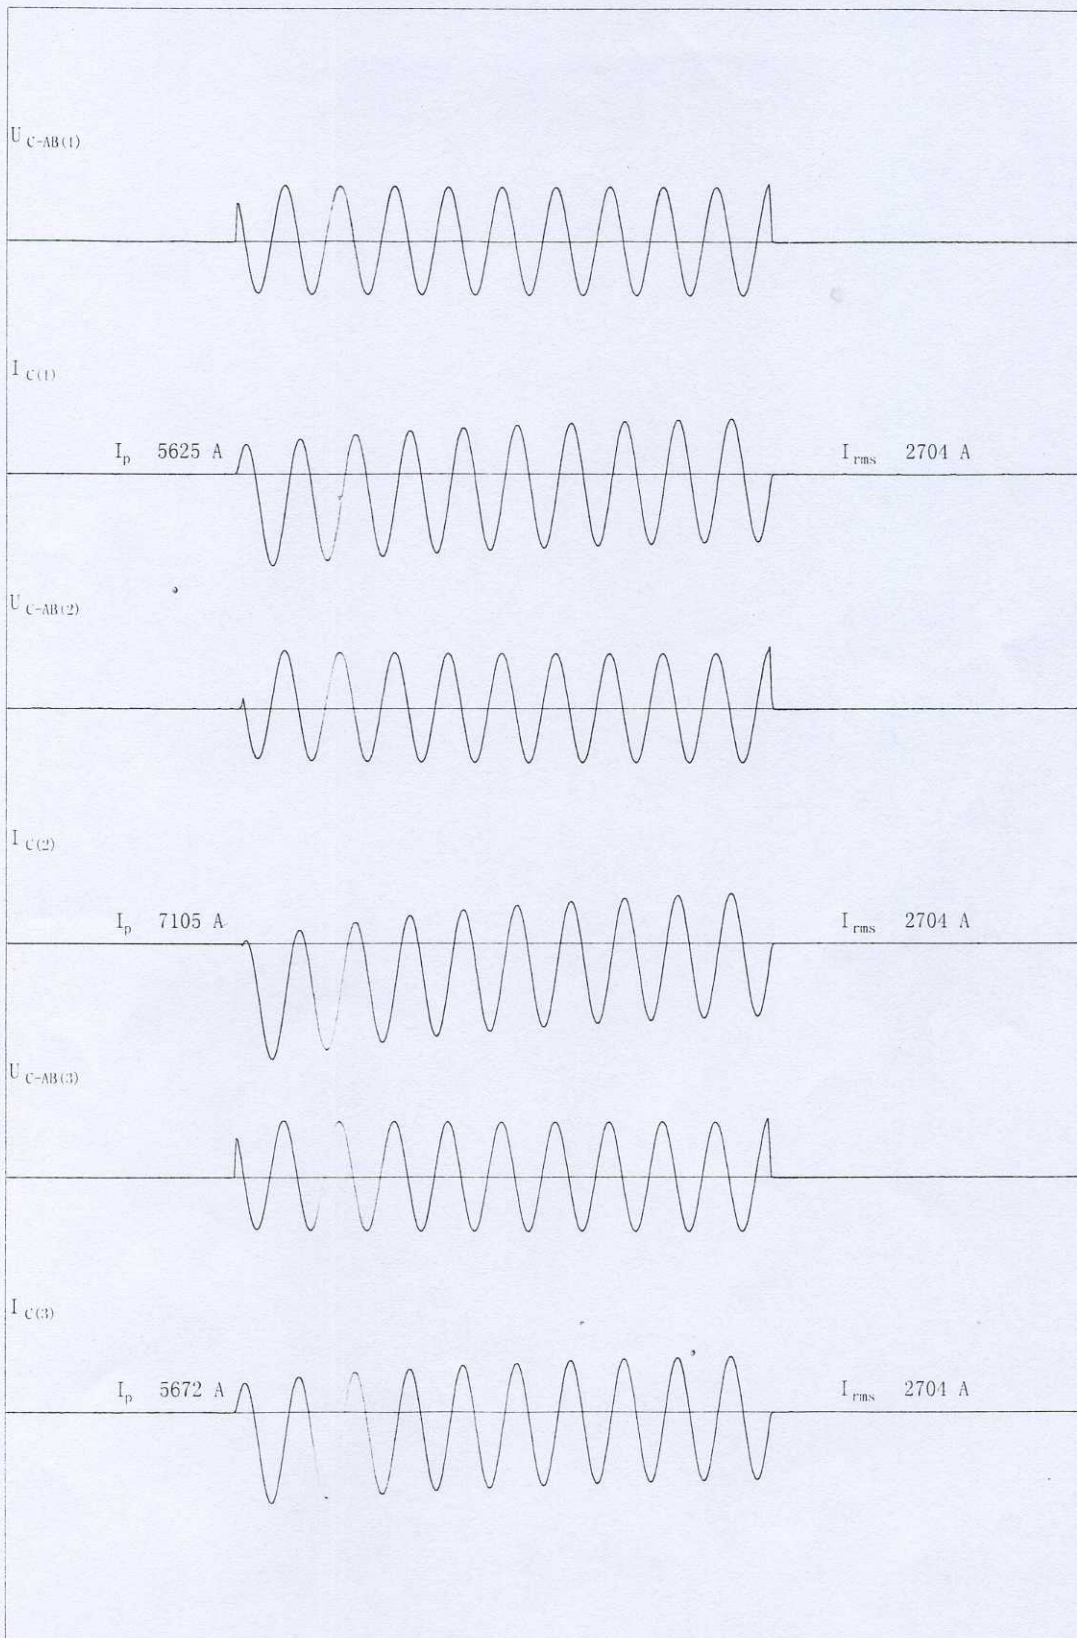 U C-AB(1)
I C(1)
Ip 5625 A
Irms 2704 A
U C-AB(2)
I C(2)
Ip 7105 A
Irms 2704 A
U C-AB(3)
I C(3)
Ip 5672 A
Irms 2704 A